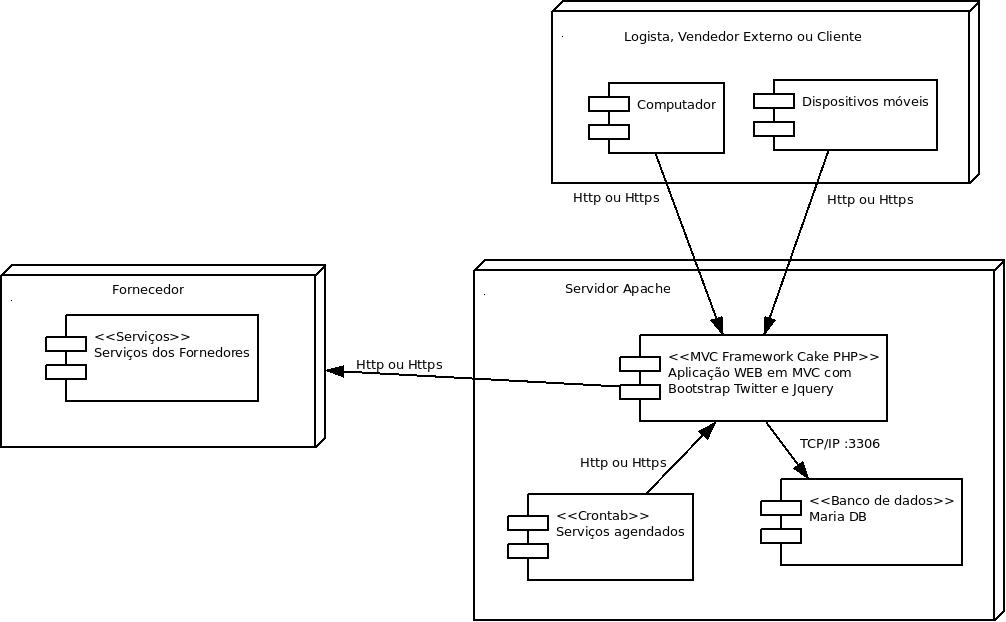 Logista, Vendedor Externo ou Cliente
Computador
Dispositivos móveis
Http ou Https
Http ou Https
Fornecedor
<<Serviços>>
Serviços dos Fornedores
Http ou Https
Servidor Apache
<<MVC Framework Cake PHP>>
Aplicação WEB em MVC com
Bootstrap Twitter e Jquery
Http ou Https
TCP/IP :3306
<<Crontab>>
Serviços agendados
<<Banco de dados>>
Maria DB